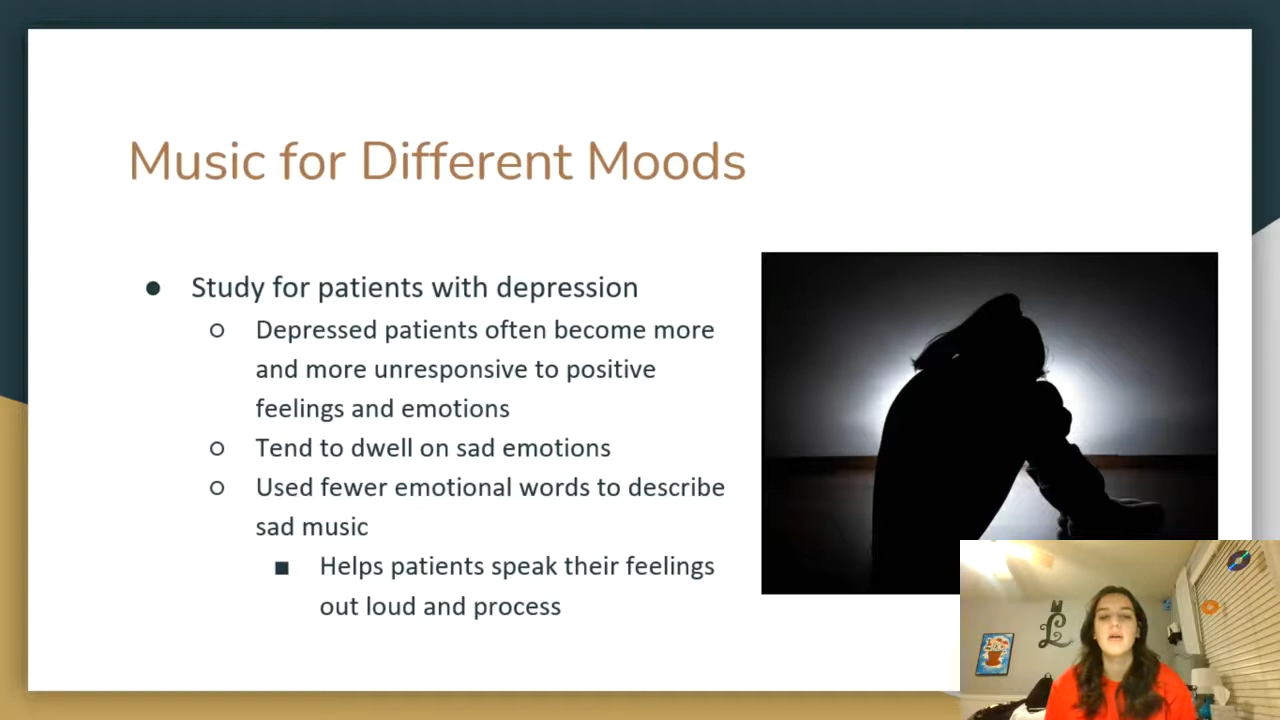 Music for Different Moods
● Study for patients with depression
○ Depressed patients often become more
and more unresponsive to positive
feelings and emotions
○ Tend to dwell on sad emotions
○ Used fewer emotional words to describe
sad music
■ Helps patients speak their feelings
out loud and process
L